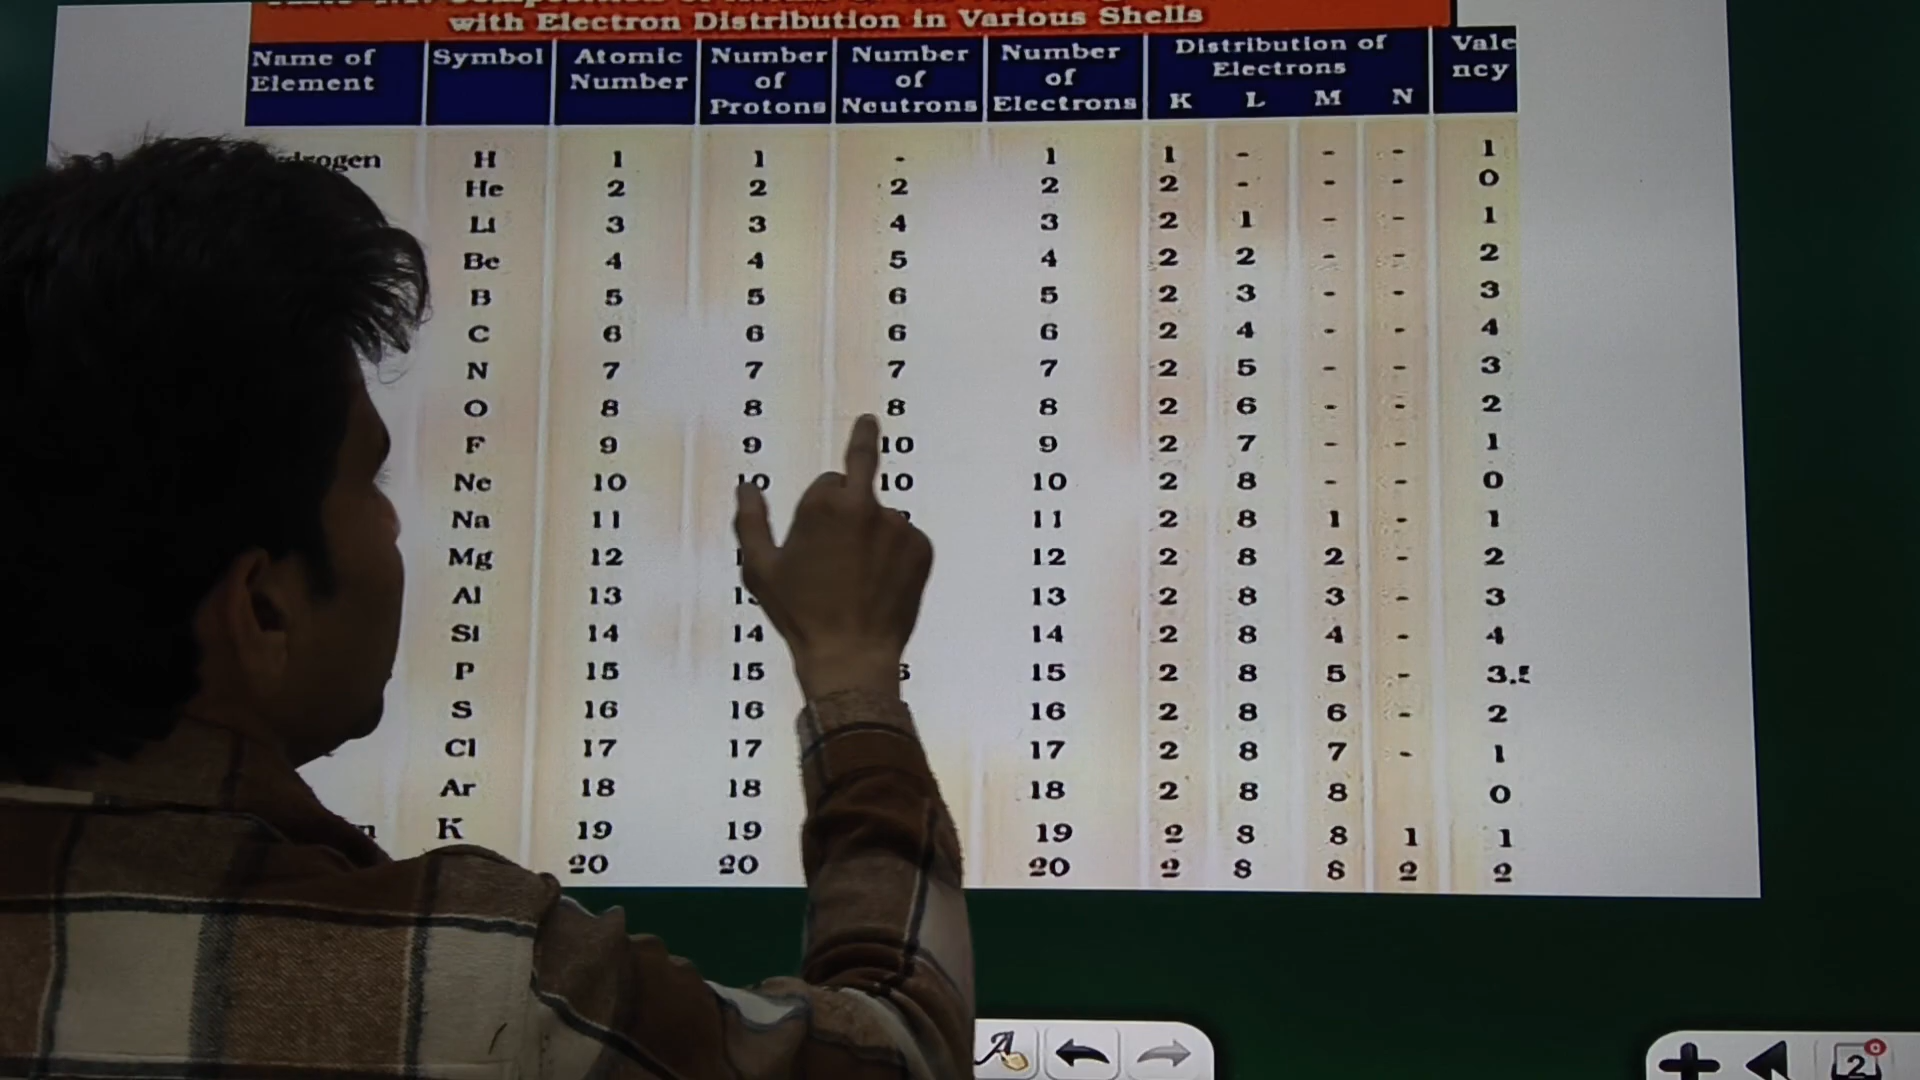 with Electron Distribution in Various Shells
Name of Element Symbol Atomic Number Number of Protons Number of Neutrons Number of Electrons Distribution of Electrons K L M N Vale ncy
H 1 1 - 1 1 - - - 1
He 2 2 2 2 2 - - - 0
Li 3 3 4 3 2 1 - - 1
Be 4 4 5 4 2 2 - - 2
B 5 5 6 5 2 3 - - 3
C 6 6 6 6 2 4 - - 4
N 7 7 7 7 2 5 - - 3
O 8 8 8 8 2 6 - - 2
F 9 9 10 9 2 7 - - 1
Ne 10 10 10 10 2 8 - - 0
Na 11 11 2 8 1 - 1
Mg 12 12 2 8 2 - 2
Al 13 13 2 8 3 - 3
Si 14 14 14 2 8 4 - 4
P 15 15 15 2 8 5 - 3.5
S 16 16 16 2 8 6 - 2
Cl 17 17 17 2 8 7 - 1
Ar 18 18 18 2 8 8 0
K 19 19 19 2 8 8 1 1
20 20 20 2 8 8 2 2
2